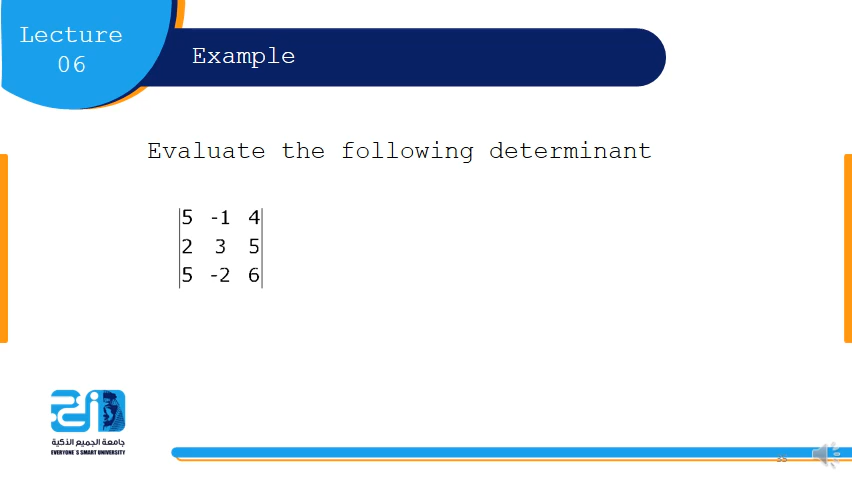 Lecture
06
Example
Evaluate the following determinant
5 -1 4
2 3 5
5 -2 6
جامعة الجميع الذكية
EVERYONE`S SMART UNIVERSITY